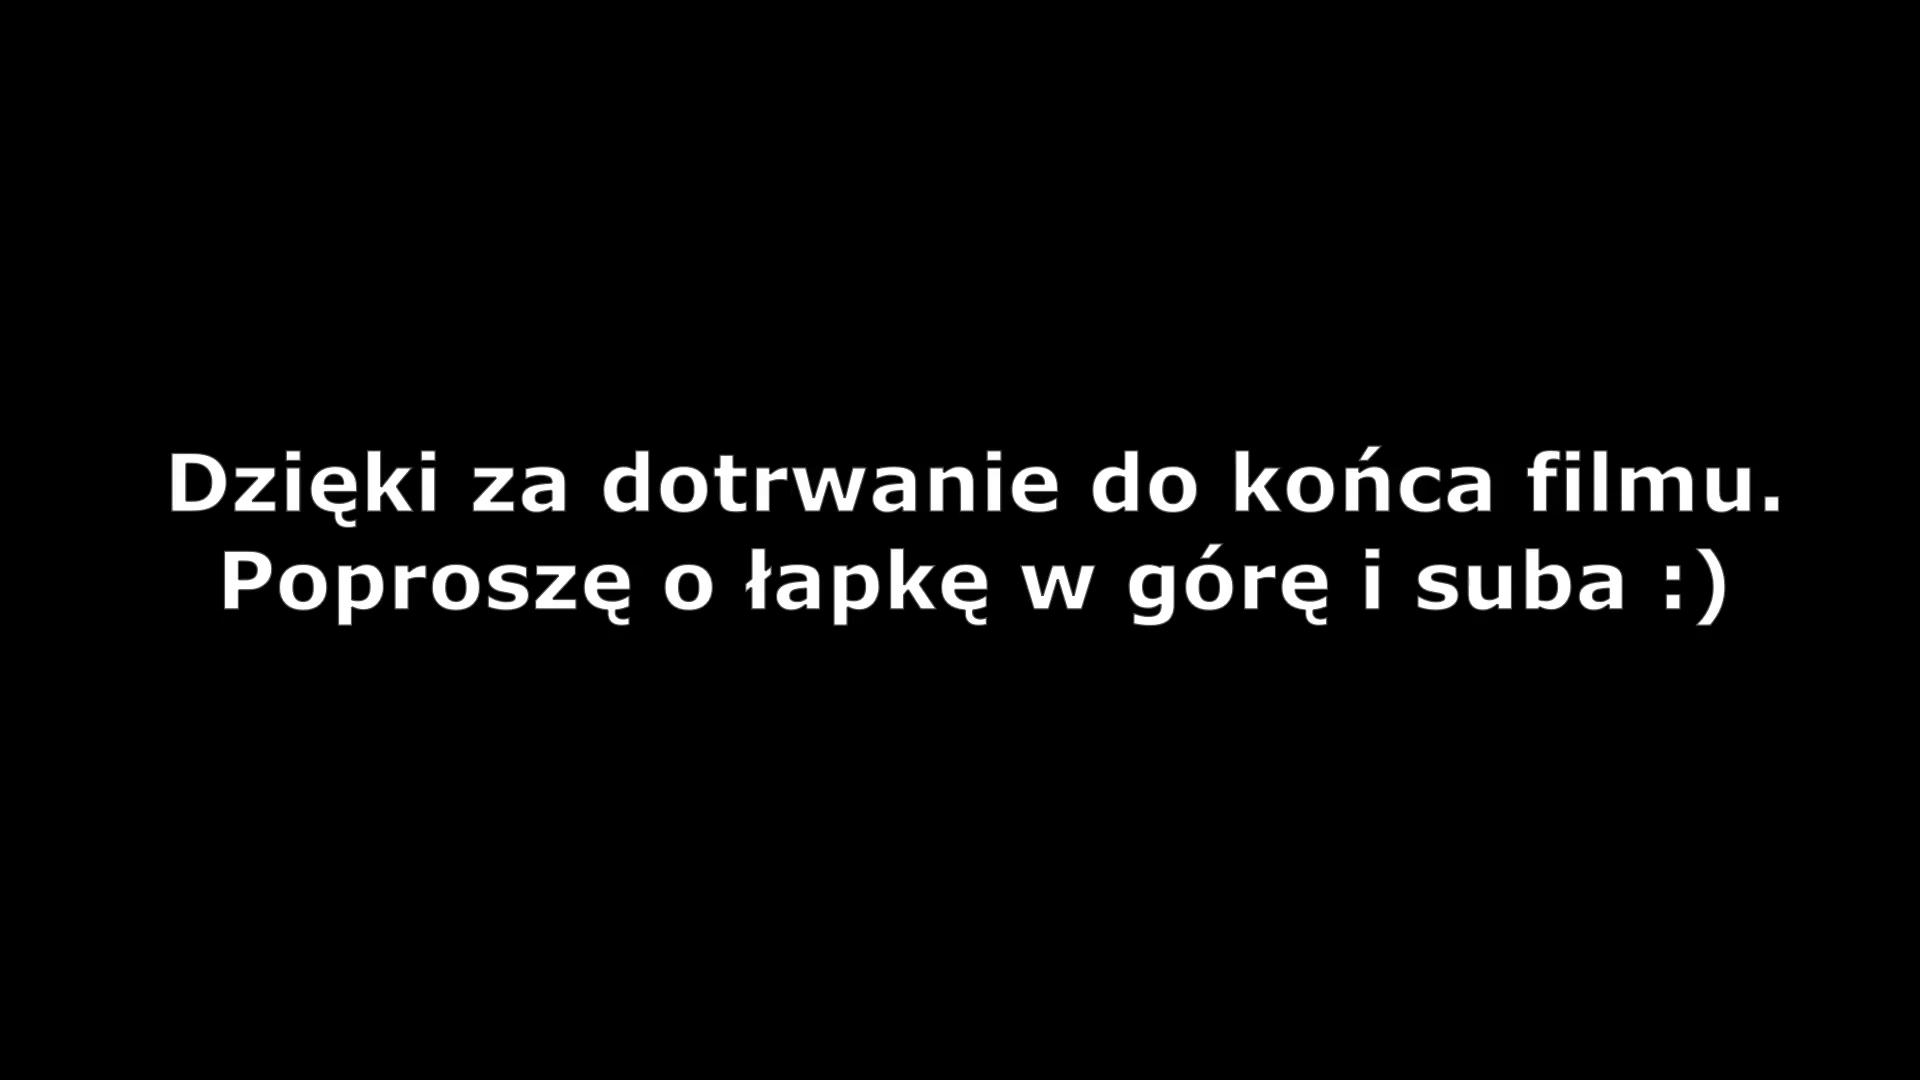 Dzięki za dotrwanie do końca filmu.
Poproszę o łapkę w górę i suba :)